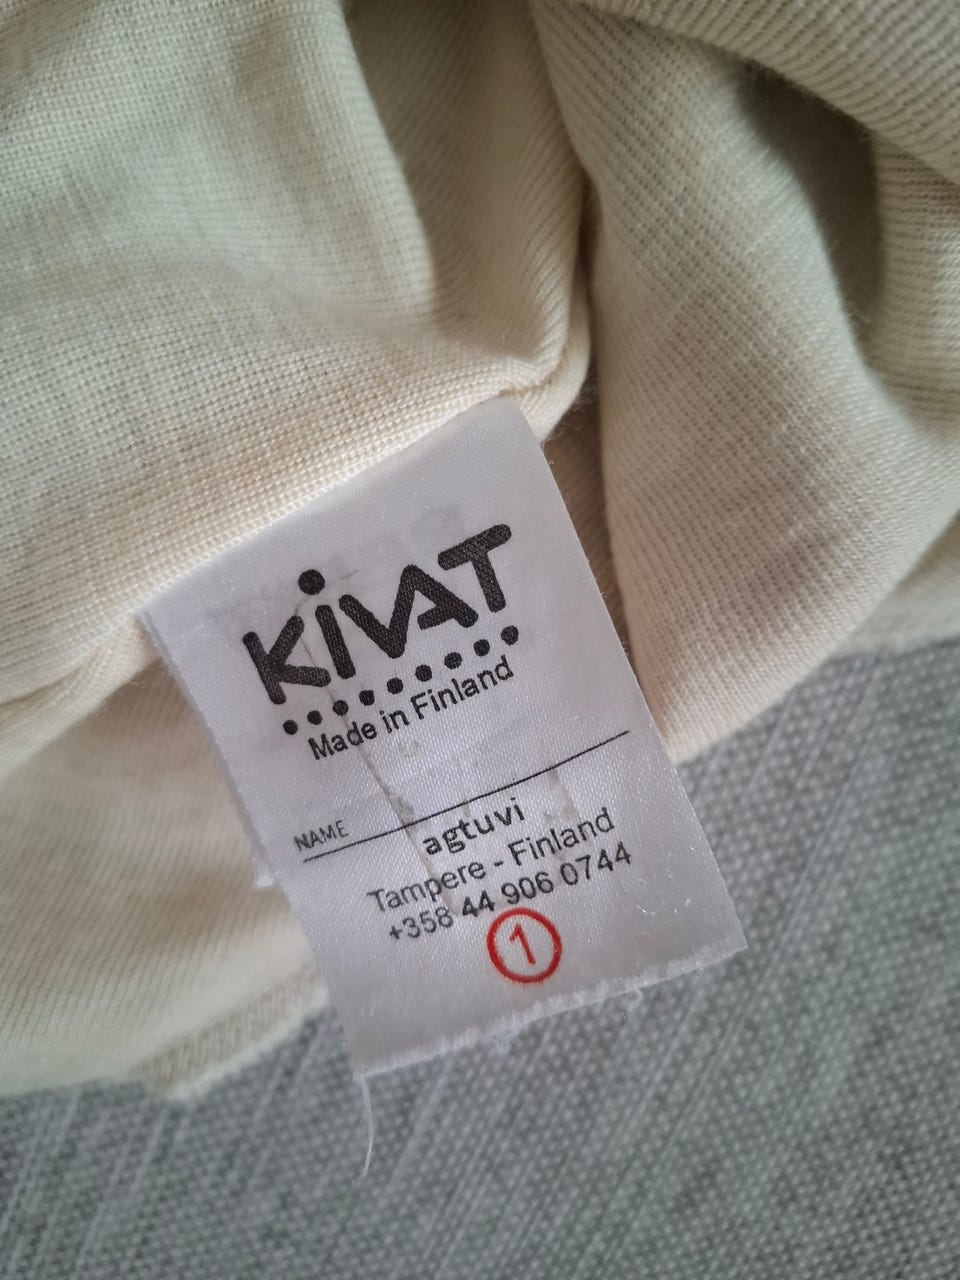 KiVAT
Made in Finland
NAME
agtuvi
Tampere - Finland
+358 44 906 0744
1